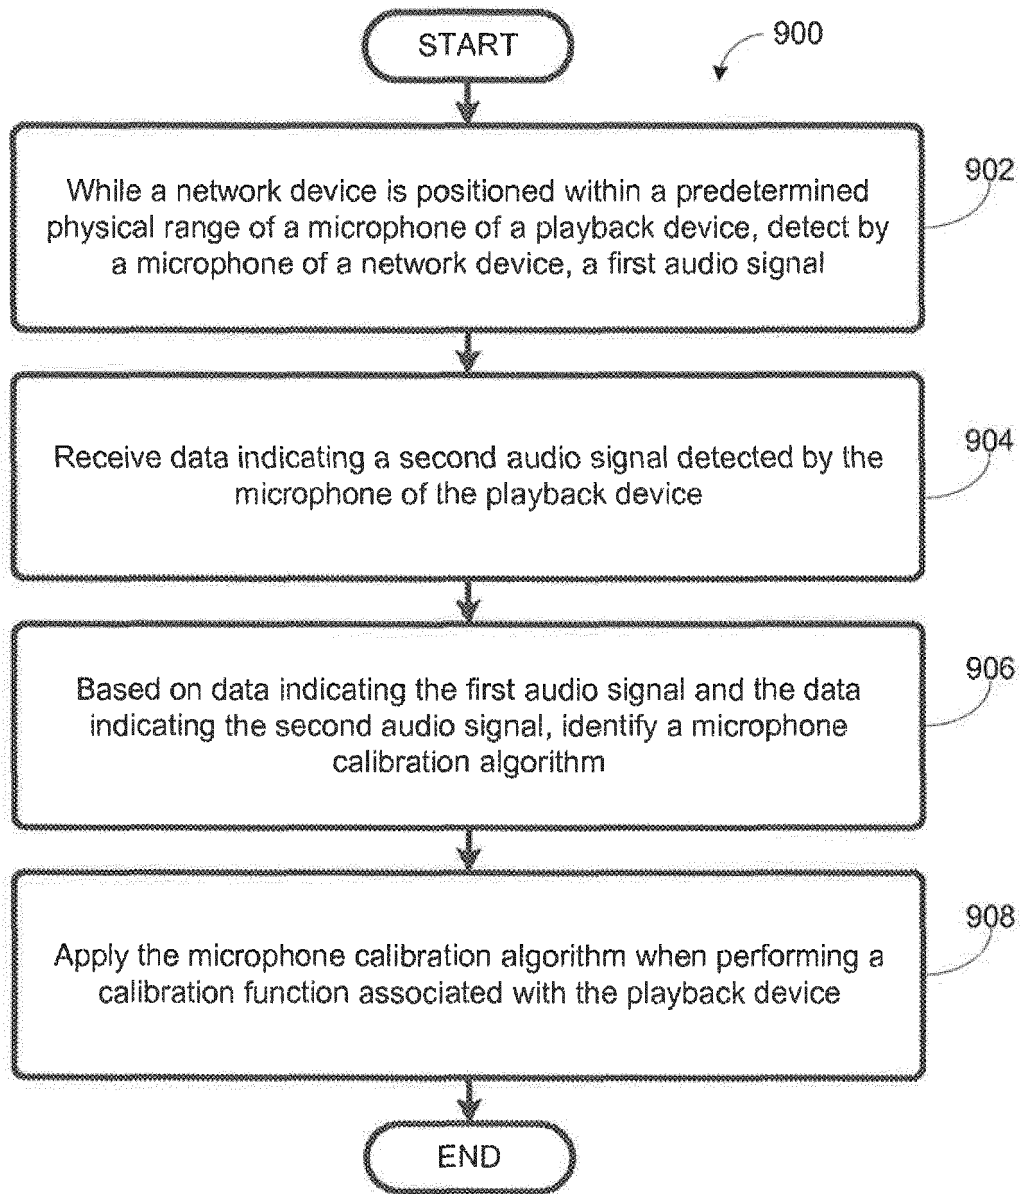 START
900
While a network device is positioned within a predetermined
physical range of a microphone of a playback device, detect by
a microphone of a network device, a first audio signal
902
Receive data indicating a second audio signal detected by the
microphone of the playback device
904
Based on data indicating the first audio signal and the data
indicating the second audio signal, identify a microphone
calibration algorithm
906
Apply the microphone calibration algorithm when performing a
calibration function associated with the playback device
908
END